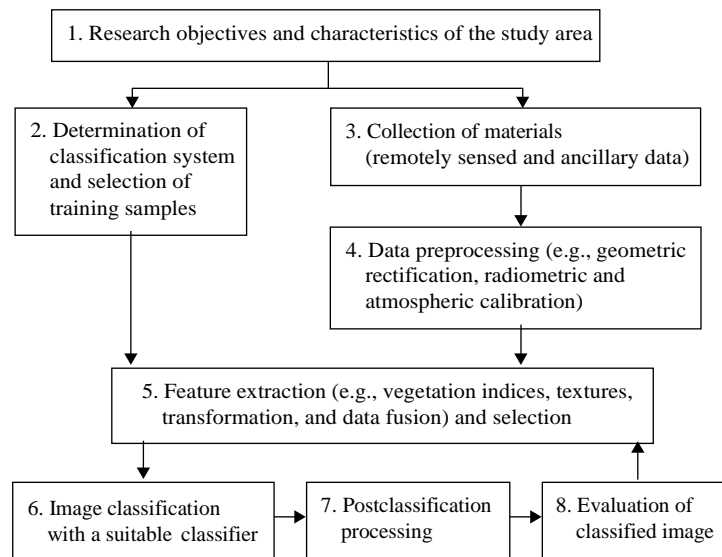 1. Research objectives and characteristics of the study area
2. Determination of
classification system
and selection of
training samples
3. Collection of materials
(remotely sensed and ancillary data)
4. Data preprocessing (e.g., geometric
rectification, radiometric and
atmospheric calibration)
5. Feature extraction (e.g., vegetation indices, textures,
transformation, and data fusion) and selection
6. Image classification
with a suitable classifier
7. Postclassification
processing
8. Evaluation of
classified image